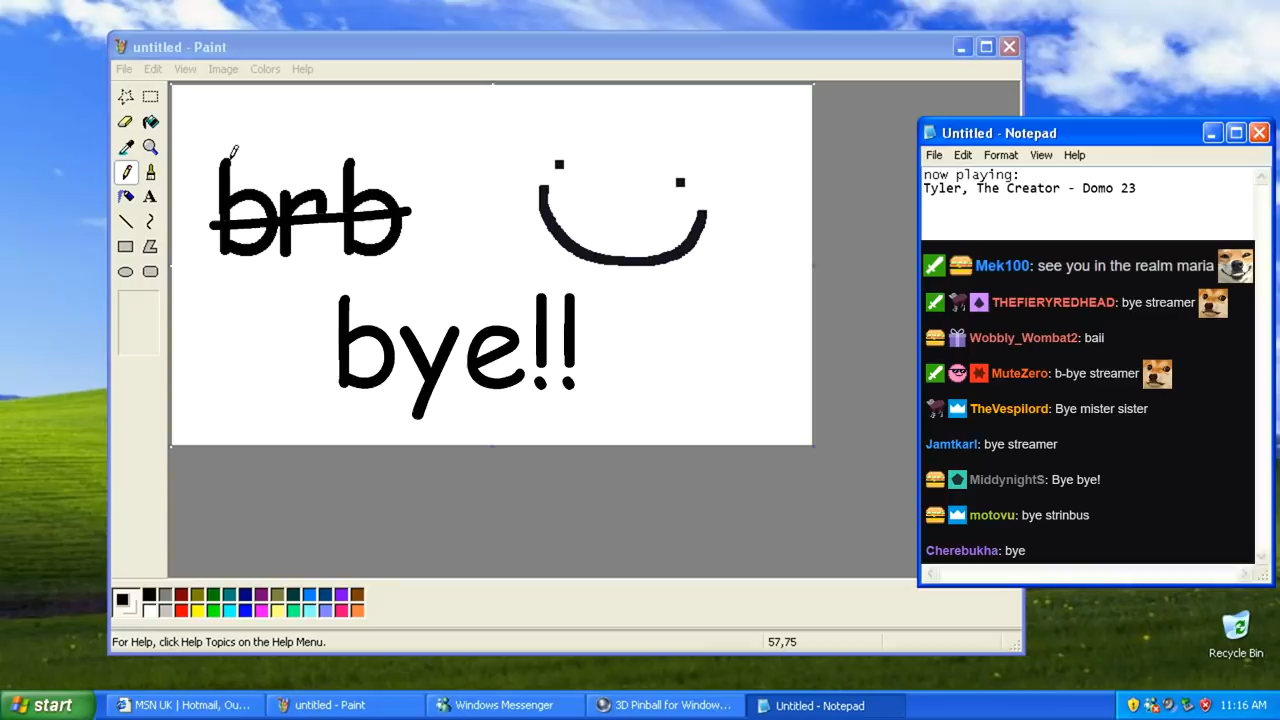 untitled - Paint
File Edit View Image Colors Help
brb
bye!!
For Help, click Help Topics on the Help Menu.
57,75
Untitled - Notepad
File Edit Format View Help
now playing:
Tyler, The Creator - Domo 23
Mek100: see you in the realm maria
THEFIERYREDHEAD: bye streamer
Wobbly_Wombat2: baii
MuteZero: b-bye streamer
TheVespilord: Bye mister sister
Jamtkarl: bye streamer
MiddynightS: Bye bye!
motovu: bye strinbus
Cherebukha: bye
Recycle Bin
start
MSN UK | Hotmail, Ou...
untitled - Paint
Windows Messenger
3D Pinball for Window...
Untitled - Notepad
11:16 AM